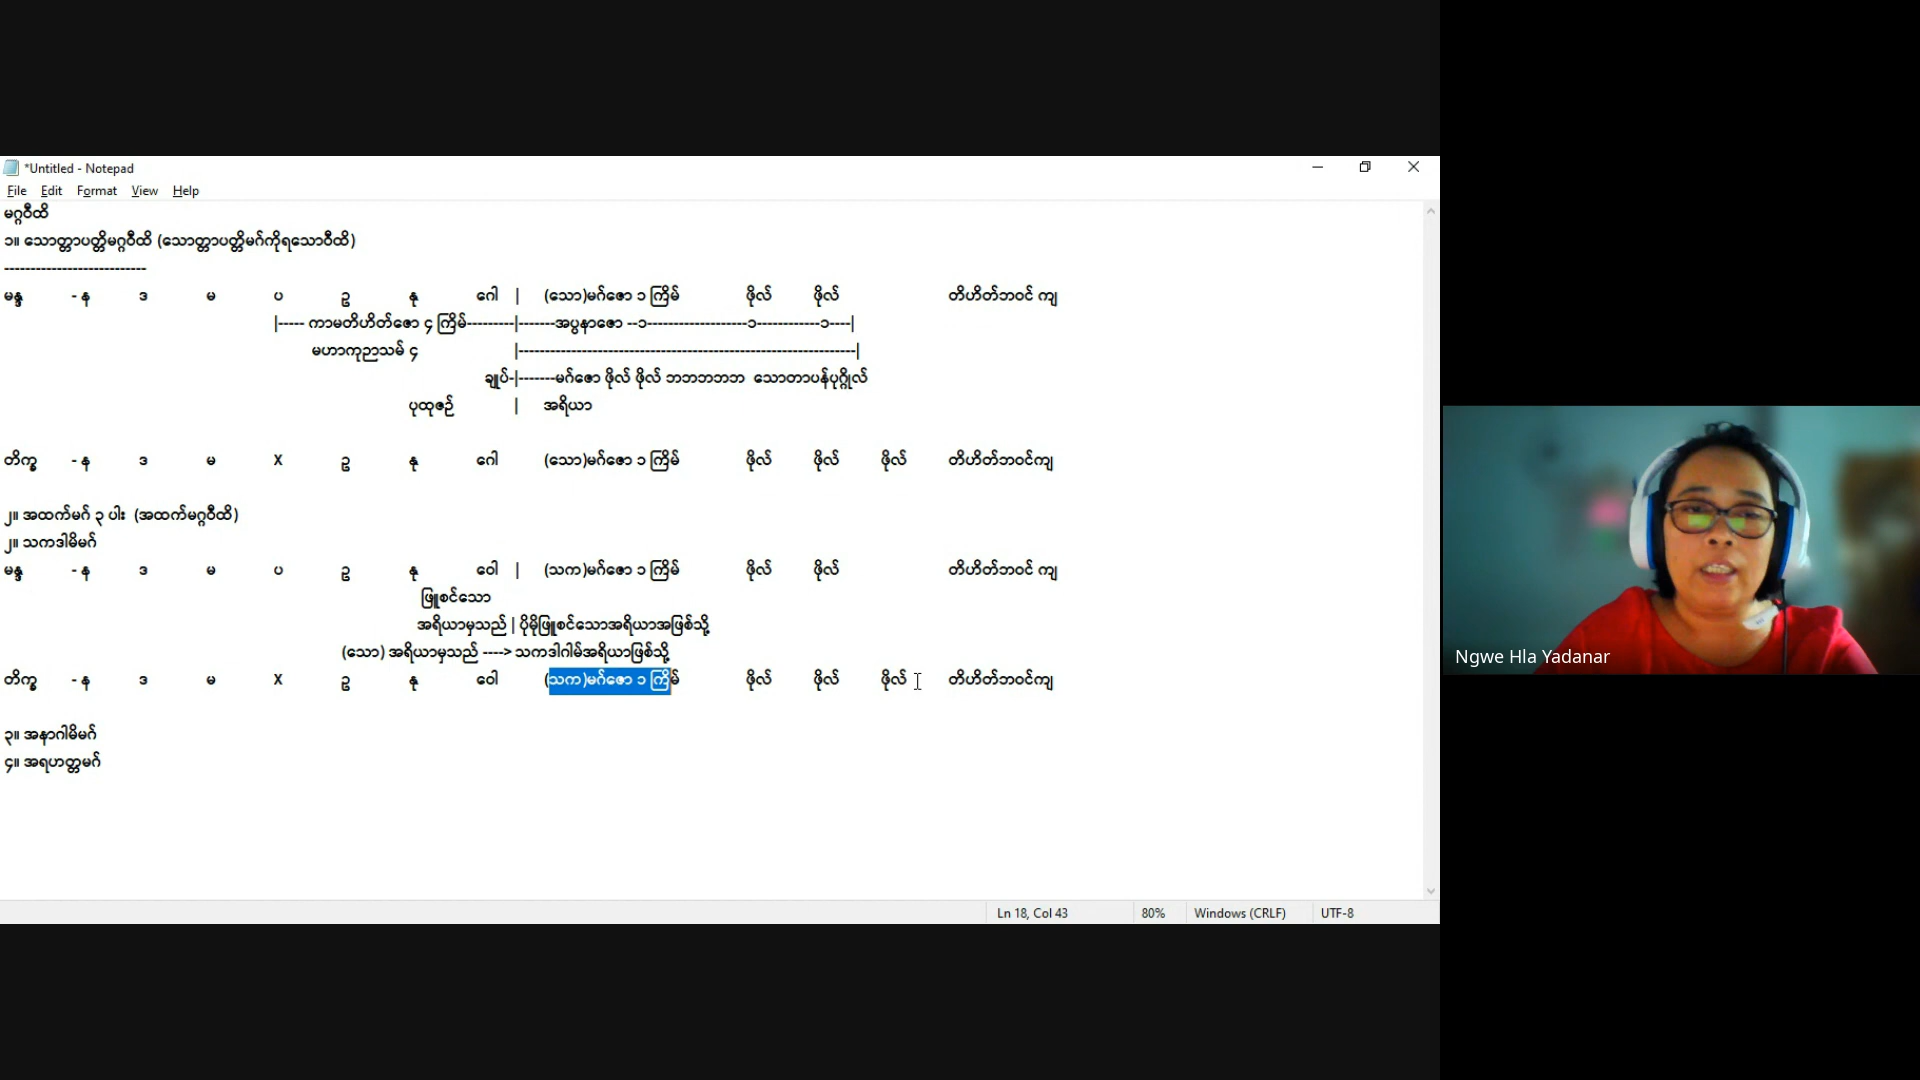 *Untitled - Notepad
File Edit Format View Help
မဂ္ဂဝီထိ
၁။ သောတ္တာပတ္တိမဂ္ဂဝီထိ (သောတ္တာပတ္တိမဂ်ကိုရသောဝီထိ)
---------------------------
မန္ဒ - န ဒ မ ပ ဥ နု ဂေါ | (သော)မဂ်ဇော ၁ ကြိမ် ဖိုလ် ဖိုလ် တိဟိတ်ဘဝင် ကျ
|----- ကာမတိဟိတ်ဇော ၄ ကြိမ်---------|-------အပ္ပနာဇော --၁-------------------၁------------၁----|
မဟာကုညာသမ် ၄ |----------------------------------------------------------------|
ချုပ်-|-------မဂ်ဇော ဖိုလ် ဖိုလ် ဘဘဘဘဘ သောတာပန်ပုဂ္ဂိုလ်
ပုထုဇဉ် | အရိယာ
တိက္ခ - န ဒ မ X ဥ နု ဂေါ (သော)မဂ်ဇော ၁ ကြိမ် ဖိုလ် ဖိုလ် ဖိုလ် တိဟိတ်ဘဝင်ကျ
၂။ အထက်မဂ် ၃ ပါး (အထက်မဂ္ဂဝီထိ)
၂။ သကဒါမိမဂ်
မန္ဒ - န ဒ မ ပ ဥ နု ဝေါ | (သက)မဂ်ဇော ၁ ကြိမ် ဖိုလ် ဖိုလ် တိဟိတ်ဘဝင် ကျ
ဖြူစင်သော
အရိယာမှသည် | ပိုမိုဖြူစင်သောအရိယာအဖြစ်သို့
(သော) အရိယာမှသည် ----> သကဒါဂါမ်အရိယာဖြစ်သို့
တိက္ခ - န ဒ မ X ဥ နု ဝေါ (သက)မဂ်ဇော ၁ ကြိမ် ဖိုလ် ဖိုလ် ဖိုလ် တိဟိတ်ဘဝင်ကျ
၃။ အနာဂါမိမဂ်
၄။ အရဟတ္တမဂ်
Ln 18, Col 43 80% Windows (CRLF) UTF-8
Ngwe Hla Yadanar